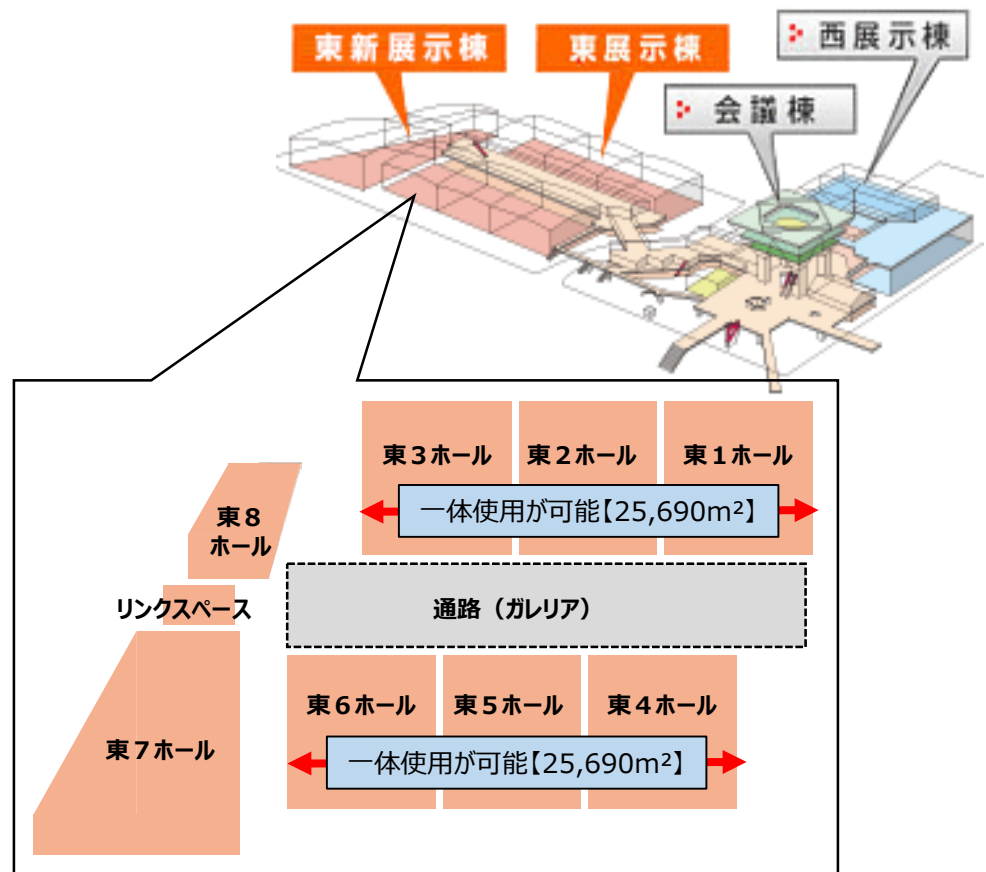 東新展示棟
東展示棟
西展示棟
会議棟
東３ホール
東２ホール
東１ホール
一体使用が可能【25,690m²】
東８
ホール
リンクスペース
通路（ガレリア）
東６ホール
東５ホール
東４ホール
東７ホール
一体使用が可能【25,690m²】